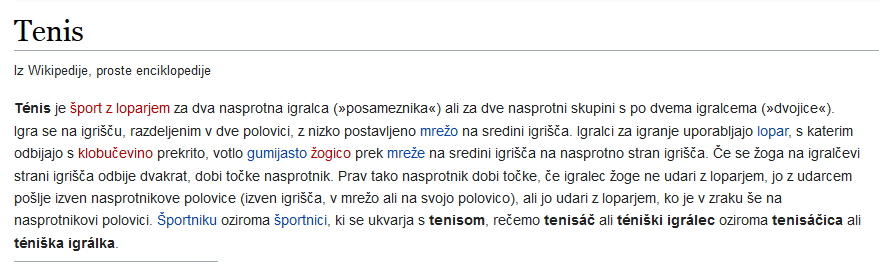 Tenis
Iz Wikipedije, proste enciklopedije
Ténis je šport z loparjem za dva nasprotna igralca (»posameznika«) ali za dve nasprotni skupini s po dvema igralcema (»dvojice«).
Igra se na igrišču, razdeljenim v dve polovici, z nizko postavljeno mrežo na sredini igrišča. Igralci za igranje uporabljajo lopar, s katerim
odbijajo s klobučevino prekrito, votlo gumijasto žogico prek mreže na sredini igrišča na nasprotno stran igrišča. Če se žoga na igralčevi
strani igrišča odbije dvakrat, dobi točke nasprotnik. Prav tako nasprotnik dobi točke, če igralec žoge ne udari z loparjem, jo z udarcem
pošlje izven nasprotnikove polovice (izven igrišča, v mrežo ali na svojo polovico), ali jo udari z loparjem, ko je v zraku še na
nasprotnikovi polovici. Športniku oziroma športnici, ki se ukvarja s tenisom, rečemo tenisáč ali téniški igrálec oziroma tenisáčica ali
téniška igrálka.